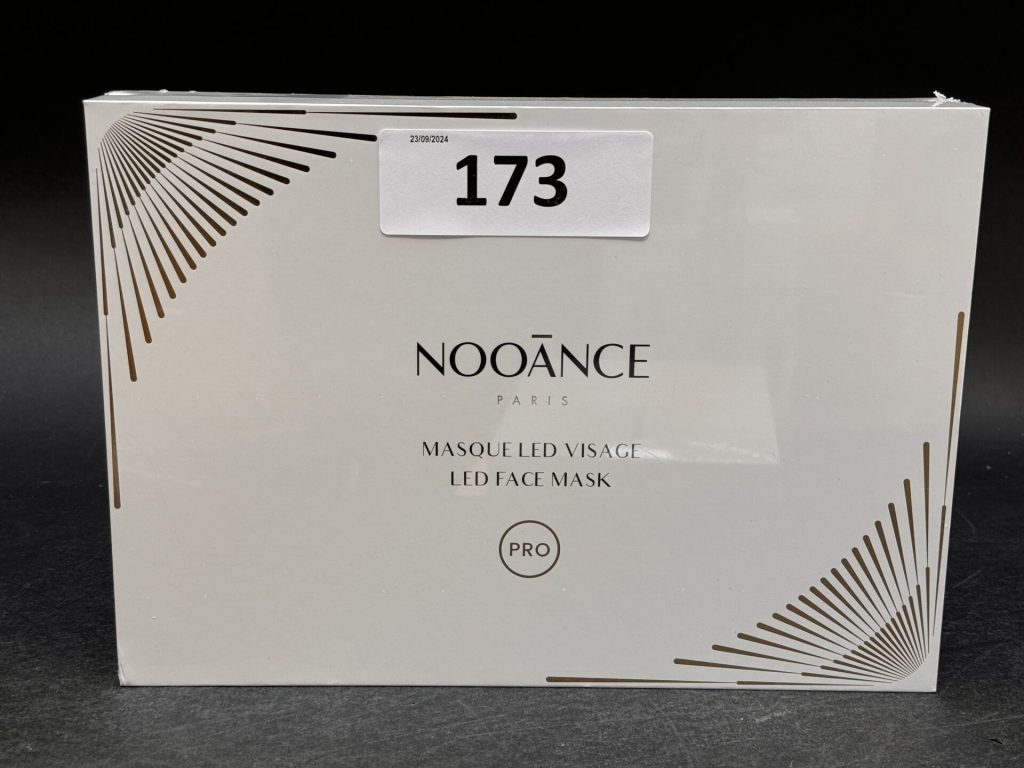 23/09/2024
173
NOOĀNCE
PARIS
MASQUE LED VISAGE
LED FACE MASK
PRO